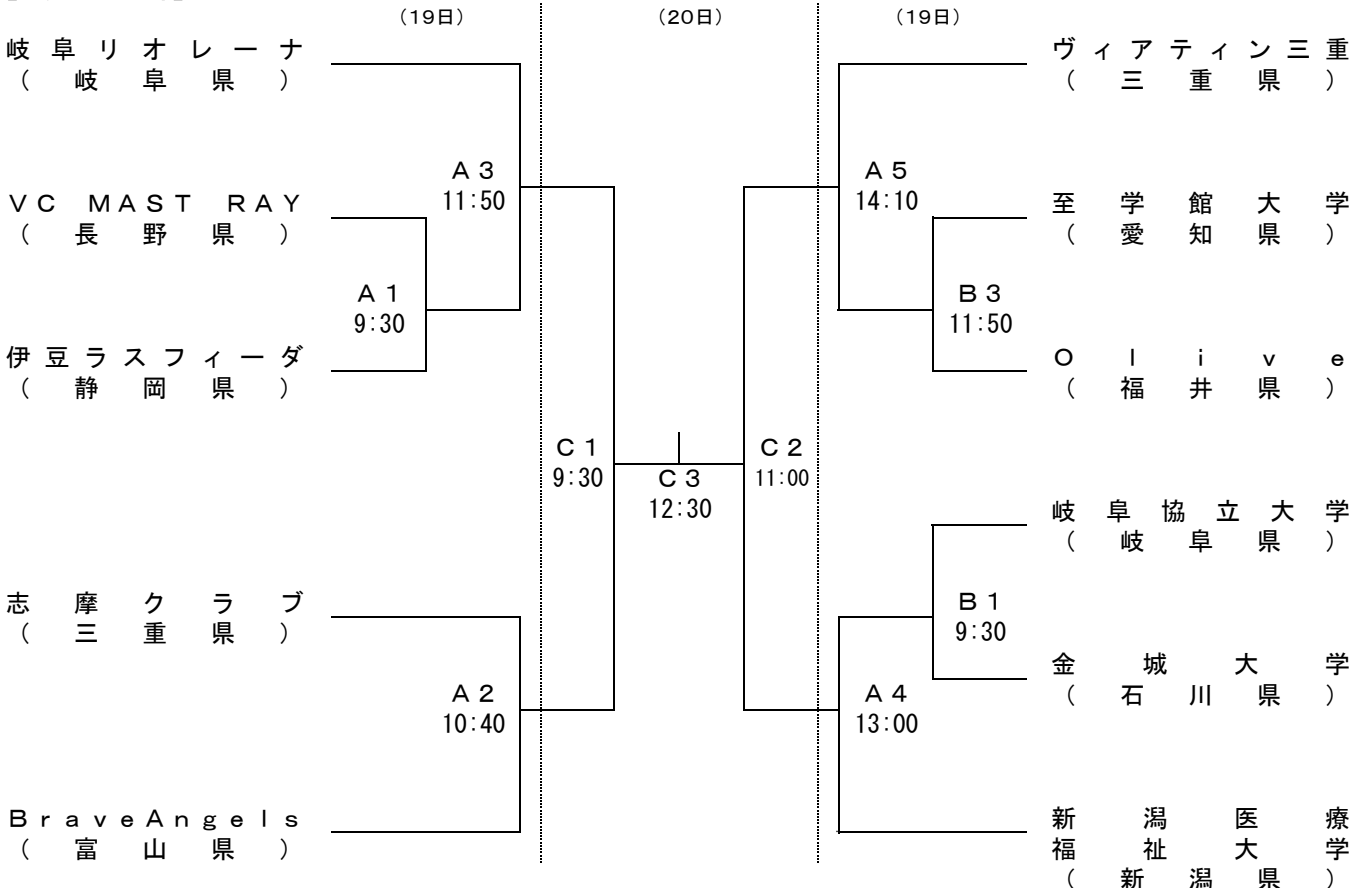 （19日） （20日） （19日）
岐阜リオレーナ
（岐阜県）
A3
11:50
VC MAST RAY
（長野県）
A1
9:30
伊豆ラスフィーダ
（静岡県）
志摩クラブ
（三重県）
A2
10:40
BraveAngels
（富山県）
C1
9:30
C3
12:30
C2
11:00
ヴィアティン三重
（三重県）
A5
14:10
至学館大学
（愛知県）
B3
11:50
Olive
（福井県）
岐阜協立大学
（岐阜県）
B1
9:30
金城大学
（石川県）
A4
13:00
新潟医療
福祉大学
（新潟県）